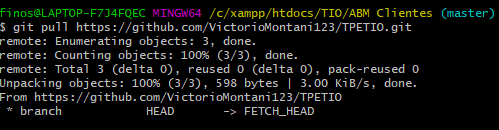 finos@LAPTOP-F7J4FQEC MINGW64 /c/xampp/htdocs/TIO/ABM Clientes (master)
$ git pull https://github.com/VictorioMontani123/TPETIO.git
remote: Enumerating objects: 3, done.
remote: Counting objects: 100% (3/3), done.
remote: Total 3 (delta 0), reused 0 (delta 0), pack-reused 0
Unpacking objects: 100% (3/3), 598 bytes | 3.00 KiB/s, done.
From https://github.com/VictorioMontani123/TPETIO
 * branch            HEAD       -> FETCH_HEAD